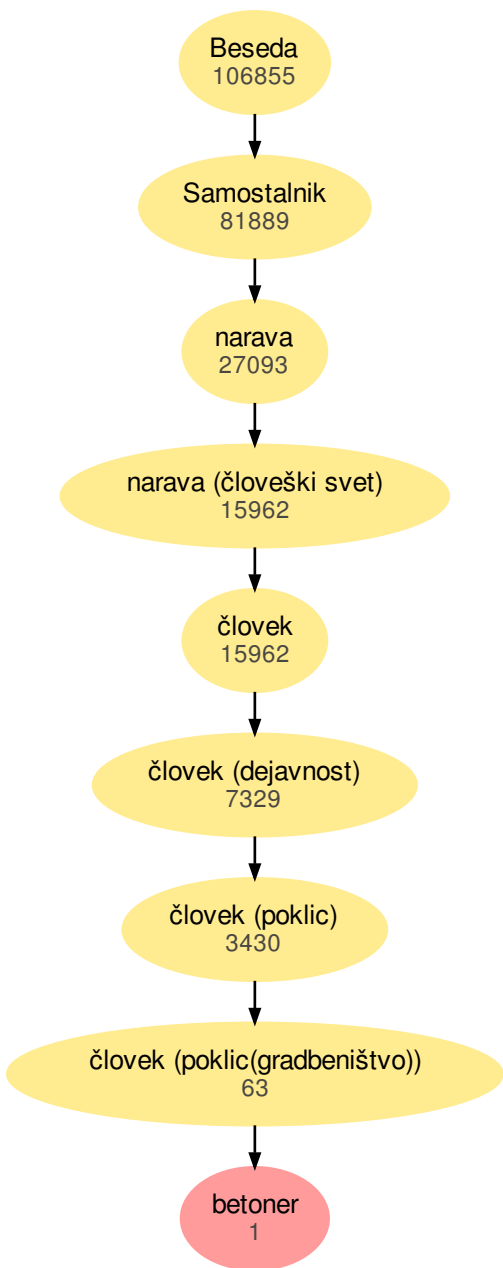 Beseda
106855
Samostalnik
81889
narava
27093
narava (človeški svet)
15962
človek
15962
človek (dejavnost)
7329
človek (poklic)
3430
človek (poklic(gradbeništvo))
63
betoner
1